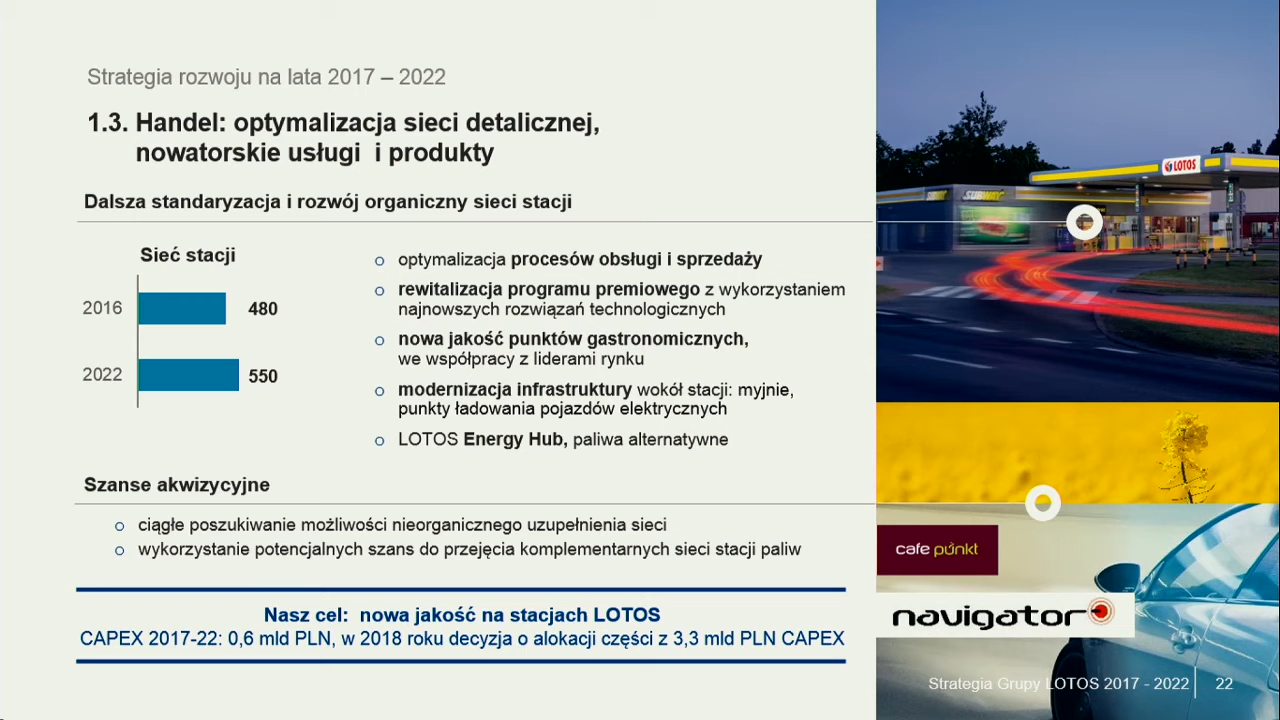 Strategia rozwoju na lata 2017 – 2022
1.3. Handel: optymalizacja sieci detalicznej,
nowatorskie usługi i produkty
Dalsza standaryzacja i rozwój organiczny sieci stacji
Sieć stacji
2016 480
2022 550
optymalizacja procesów obsługi i sprzedaży
rewitalizacja programu premiowego z wykorzystaniem
najnowszych rozwiązań technologicznych
nowa jakość punktów gastronomicznych,
we współpracy z liderami rynku
modernizacja infrastruktury wokół stacji: myjnie,
punkty ładowania pojazdów elektrycznych
LOTOS Energy Hub, paliwa alternatywne
Szanse akwizycyjne
ciągłe poszukiwanie możliwości nieorganicznego uzupełnienia sieci
wykorzystanie potencjalnych szans do przejęcia komplementarnych sieci stacji paliw
Nasz cel: nowa jakość na stacjach LOTOS
CAPEX 2017-22: 0,6 mld PLN, w 2018 roku decyzja o alokacji części z 3,3 mld PLN CAPEX
LOTOS
SUBWAY
cafe punkt
navigator
Strategia Grupy LOTOS 2017 - 2022 22